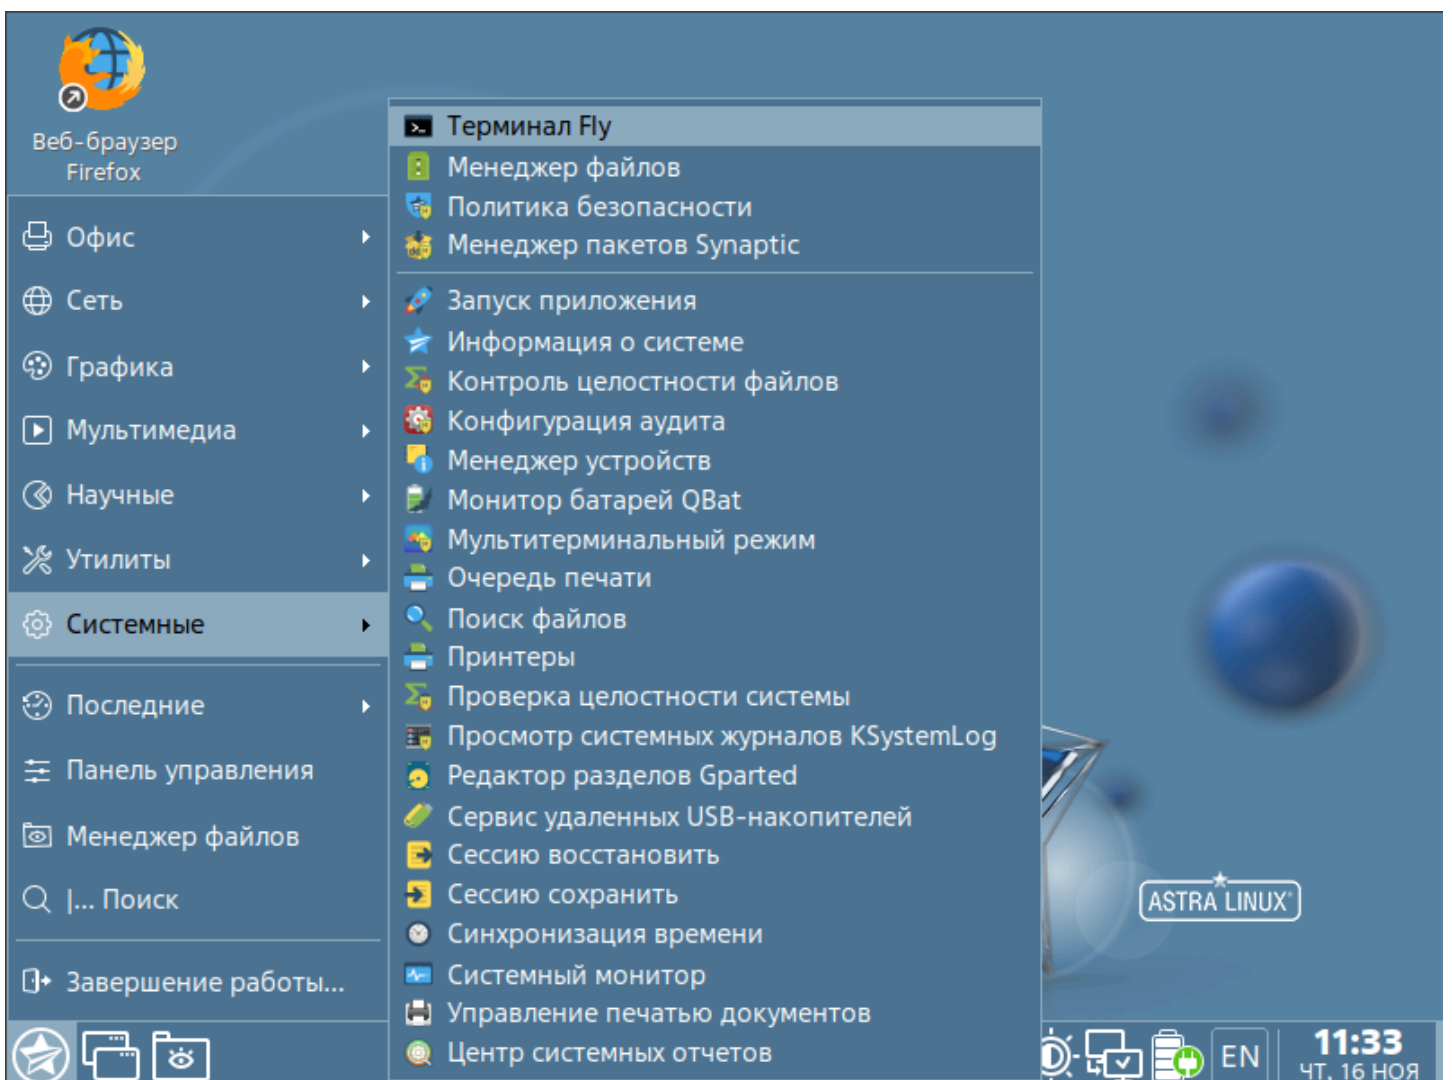 Веб-браузер
Firefox
Офис
Сеть
Графика
Мультимедиа
Научные
Утилиты
Системные
Последние
Панель управления
Менеджер файлов
|... Поиск
Завершение работы...
Терминал Fly
Менеджер файлов
Политика безопасности
Менеджер пакетов Synaptic
Запуск приложения
Информация о системе
Контроль целостности файлов
Конфигурация аудита
Менеджер устройств
Монитор батарей QBat
Мультитерминальный режим
Очередь печати
Поиск файлов
Принтеры
Проверка целостности системы
Просмотр системных журналов KSystemLog
Редактор разделов Gparted
Сервис удаленных USB-накопителей
Сессию восстановить
Сессию сохранить
Синхронизация времени
Системный монитор
Управление печатью документов
Центр системных отчетов
ASTRA LINUX
EN
11:33
ЧТ, 16 НОЯ